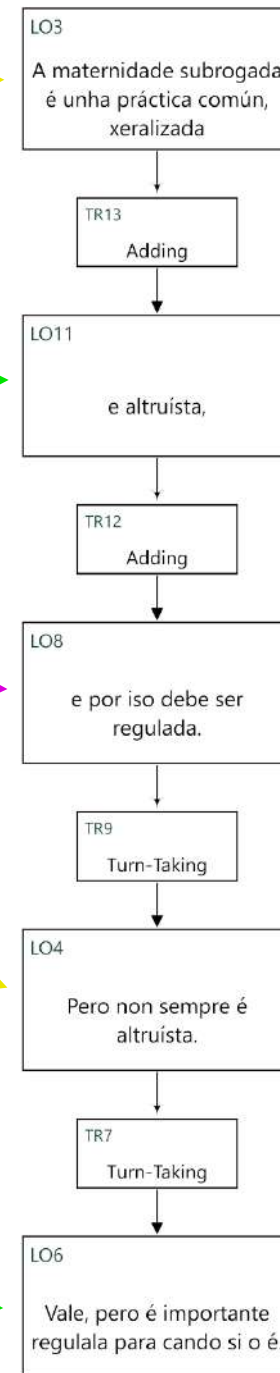 LO3
A maternidade subrogada
é unha práctica común,
xeralizada
TR13
Adding
LO11
e altruísta,
TR12
Adding
LO8
e por iso debe ser
regulada.
TR9
Turn-Taking
LO4
Pero non sempre é
altruísta.
TR7
Turn-Taking
LO6
Vale, pero é importante
regulala para cando si o é